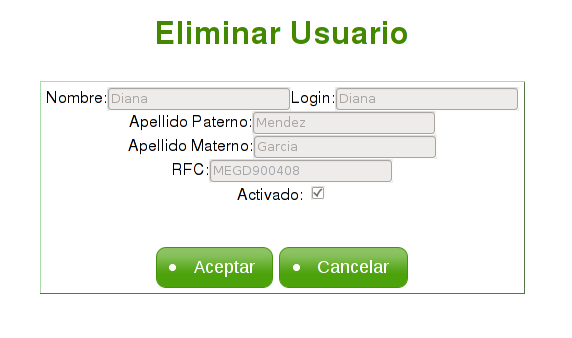 Eliminar Usuario
Nombre: Diana Login: Diana
Apellido Paterno: Mendez
Apellido Materno: Garcia
RFC: MEGD900408
Activado:
Aceptar Cancelar